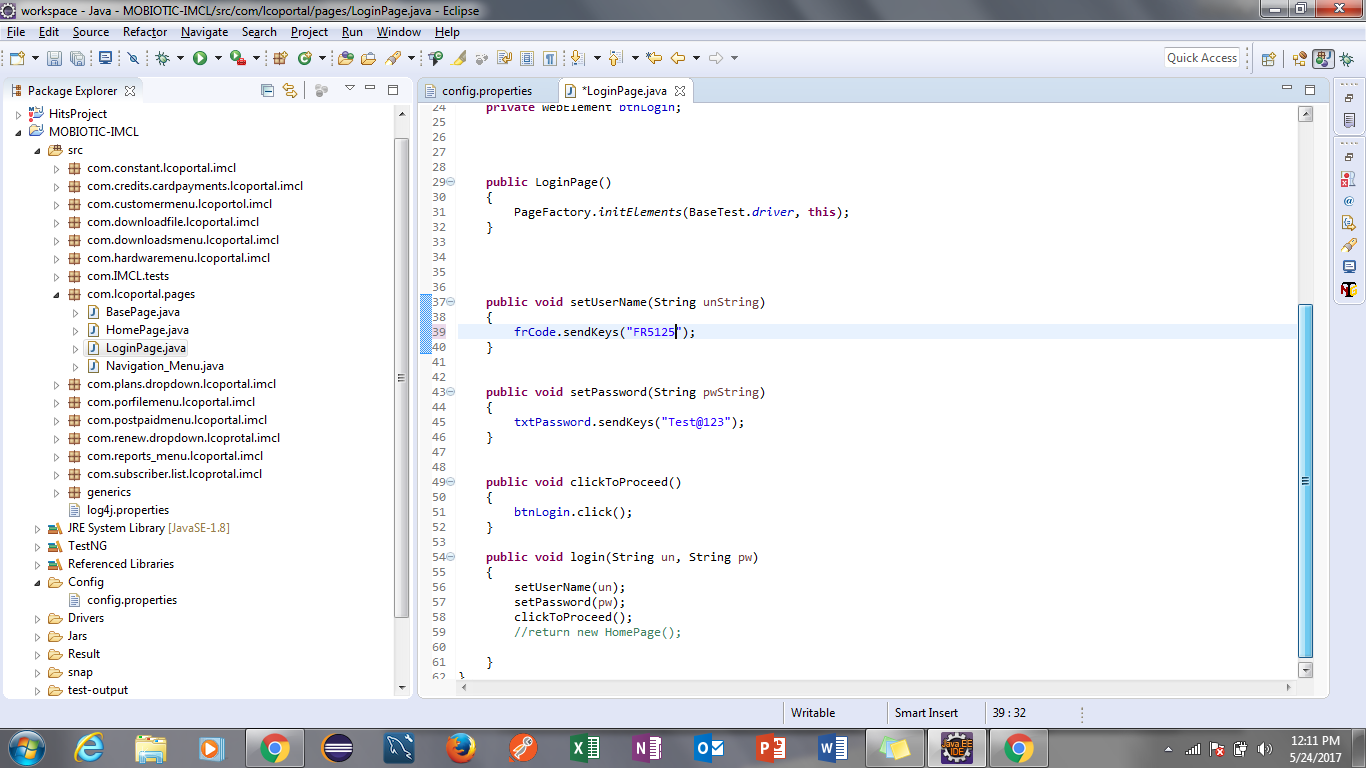 workspace - Java - MOBIOTIC-IMCL/src/com/lcoportal/pages/LoginPage.java - Eclipse
File Edit Source Refactor Navigate Search Project Run Window Help
Quick Access
Package Explorer
config.properties
*LoginPage.java
HitsProject
MOBIOTIC-IMCL
src
com.constant.lcoportal.imcl
com.credits.cardpayments.lcoportal.imcl
com.customermenu.lcoportol.imcl
com.downloadfile.lcoportal.imcl
com.downloadsmenu.lcoportal.imcl
com.hardwaremenu.lcoportal.imcl
com.IMCL.tests
com.lcoportal.pages
BasePage.java
HomePage.java
LoginPage.java
Navigation_Menu.java
com.plans.dropdown.lcoportal.imcl
com.porfilemenu.lcoportal.imcl
com.postpaidmenu.lcoportal.imcl
com.renew.dropdown.lcoprotal.imcl
com.reports_menu.lcoportal.imcl
com.subscriber.list.lcoprotal.imcl
generics
log4j.properties
JRE System Library [JavaSE-1.8]
TestNG
Referenced Libraries
Config
config.properties
Drivers
Jars
Result
snap
test-output
24 private WebElement btnLogin;
25
26
27
28
29 public LoginPage()
30 {
31 PageFactory.initElements(BaseTest.driver, this);
32 }
33
34
35
36
37 public void setUserName(String unString)
38 {
39 frCode.sendKeys("FR5125");
40 }
41
42
43 public void setPassword(String pwString)
44 {
45 txtPassword.sendKeys("Test@123");
46 }
47
48
49 public void clickToProceed()
50 {
51 btnLogin.click();
52 }
53
54 public void login(String un, String pw)
55 {
56 setUserName(un);
57 setPassword(pw);
58 clickToProceed();
59 //return new HomePage();
60
61 }
62 }
Writable Smart Insert 39 : 32
Java EE
IDE
12:11 PM
5/24/2017